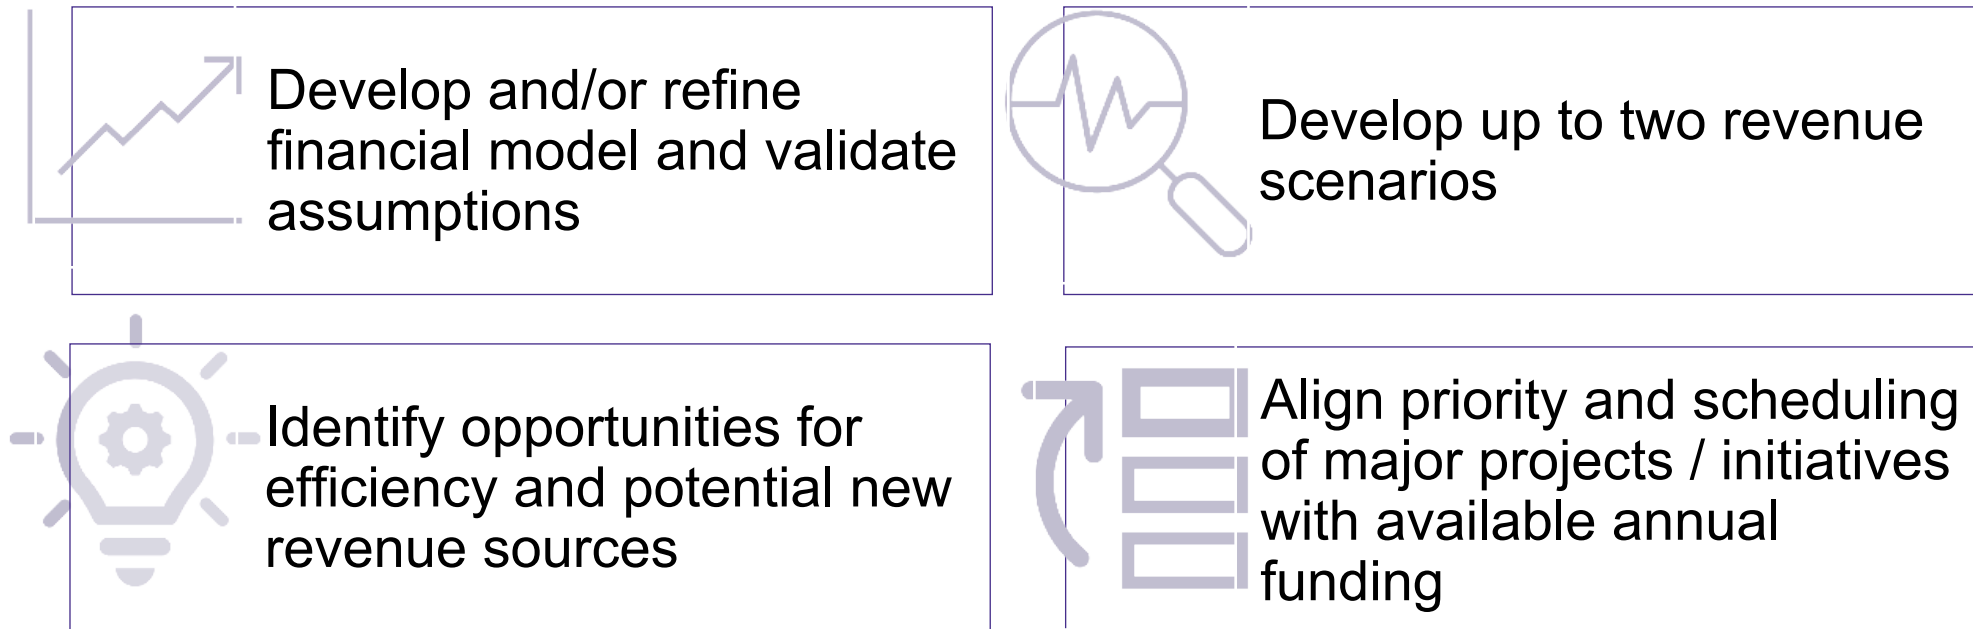 Develop and/or refine
financial model and validate
assumptions
Develop up to two revenue
scenarios
Identify opportunities for
efficiency and potential new
revenue sources
Align priority and scheduling
of major projects / initiatives
with available annual
funding